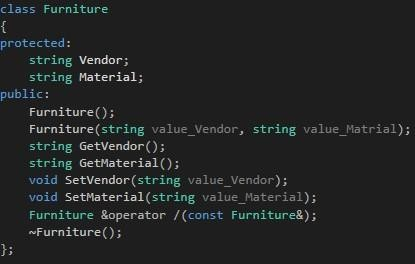 class Furniture
{
protected:
    string Vendor;
    string Material;
public:
    Furniture();
    Furniture(string value_Vendor, string value_Matrial);
    string GetVendor();
    string GetMaterial();
    void SetVendor(string value_Vendor);
    void SetMaterial(string value_Material);
    Furniture &operator /(const Furniture&);
    ~Furniture();
};